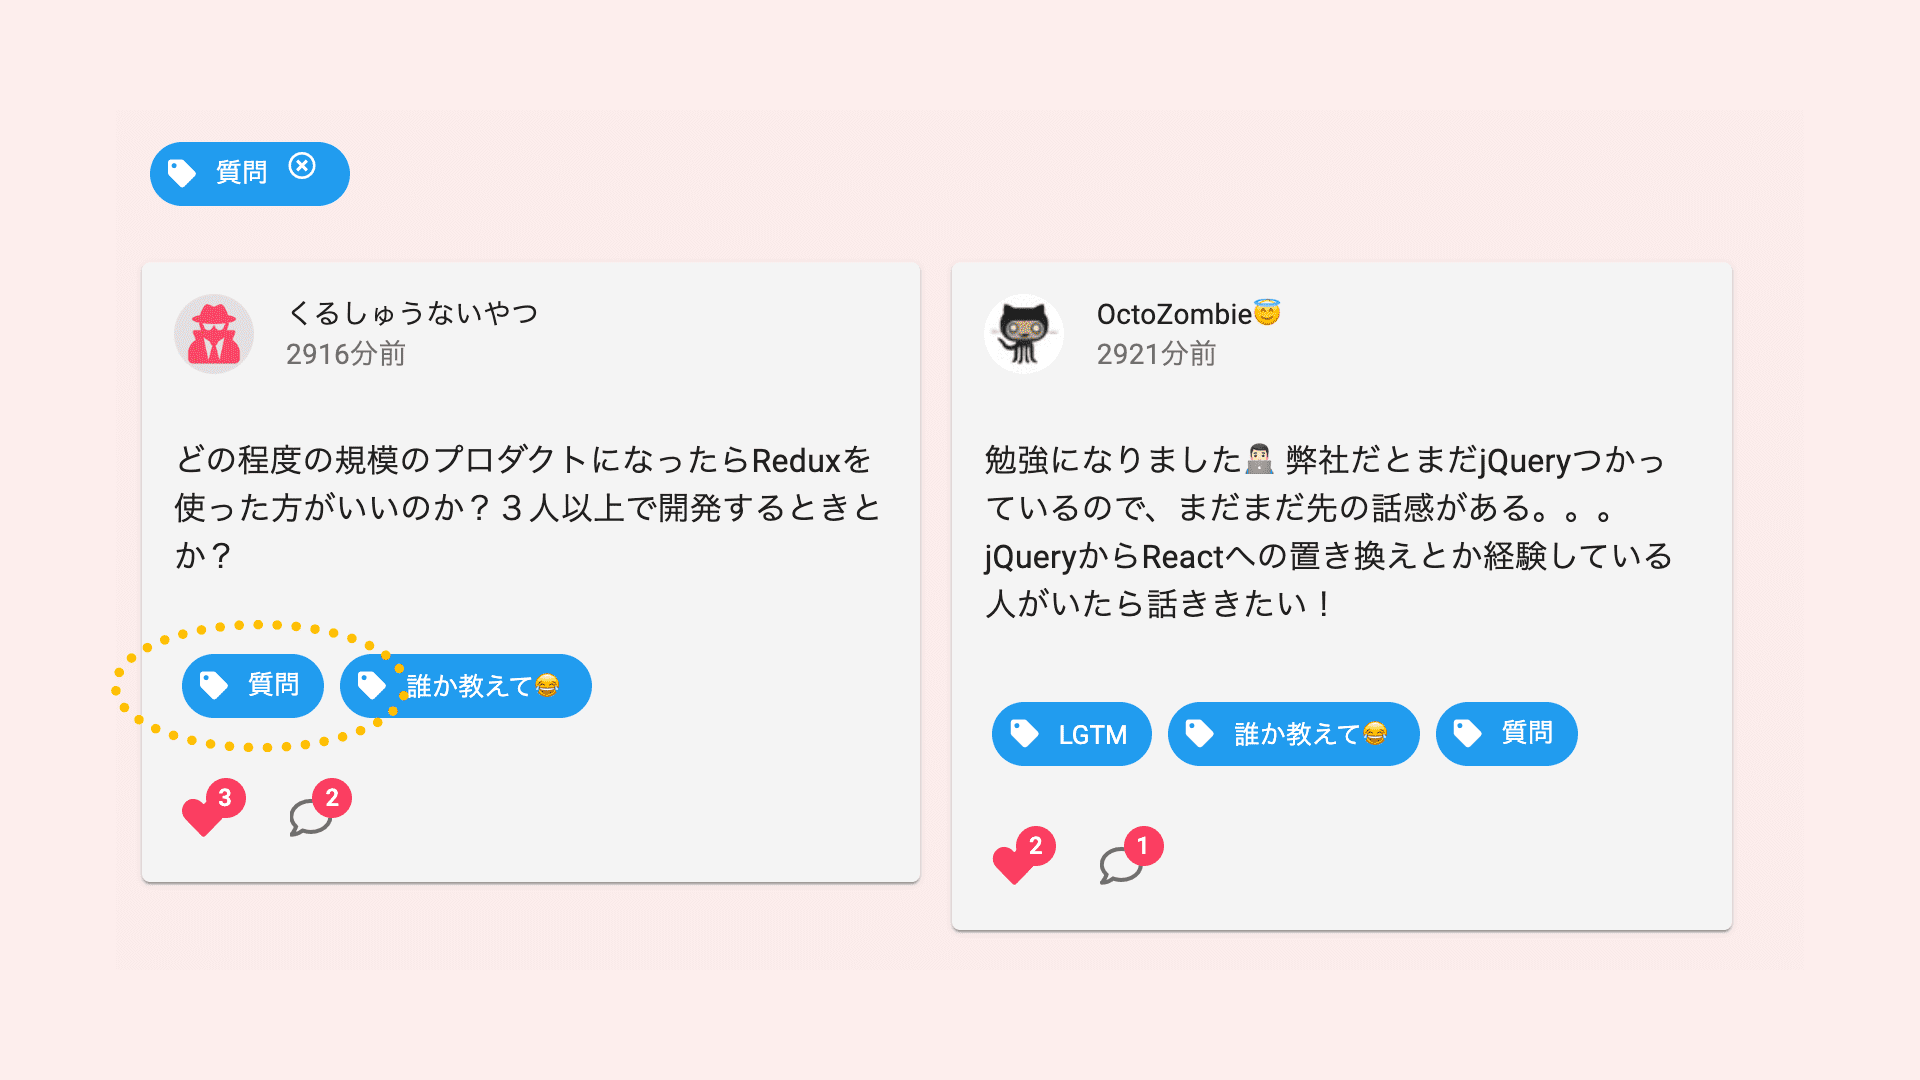 質問
くるしゅうないやつ
2916分前
どの程度の規模のプロダクトになったらReduxを
使った方がいいのか？３人以上で開発するときと
か？
質問 誰か教えて😂
3 2
OctoZombie😇
2921分前
勉強になりました👨🏻‍💻 弊社だとまだjQueryつかっ
ているので、まだまだ先の話感がある。。。
jQueryからReactへの置き換えとか経験している
人がいたら話ききたい！
LGTM 誰か教えて😂 質問
2 1